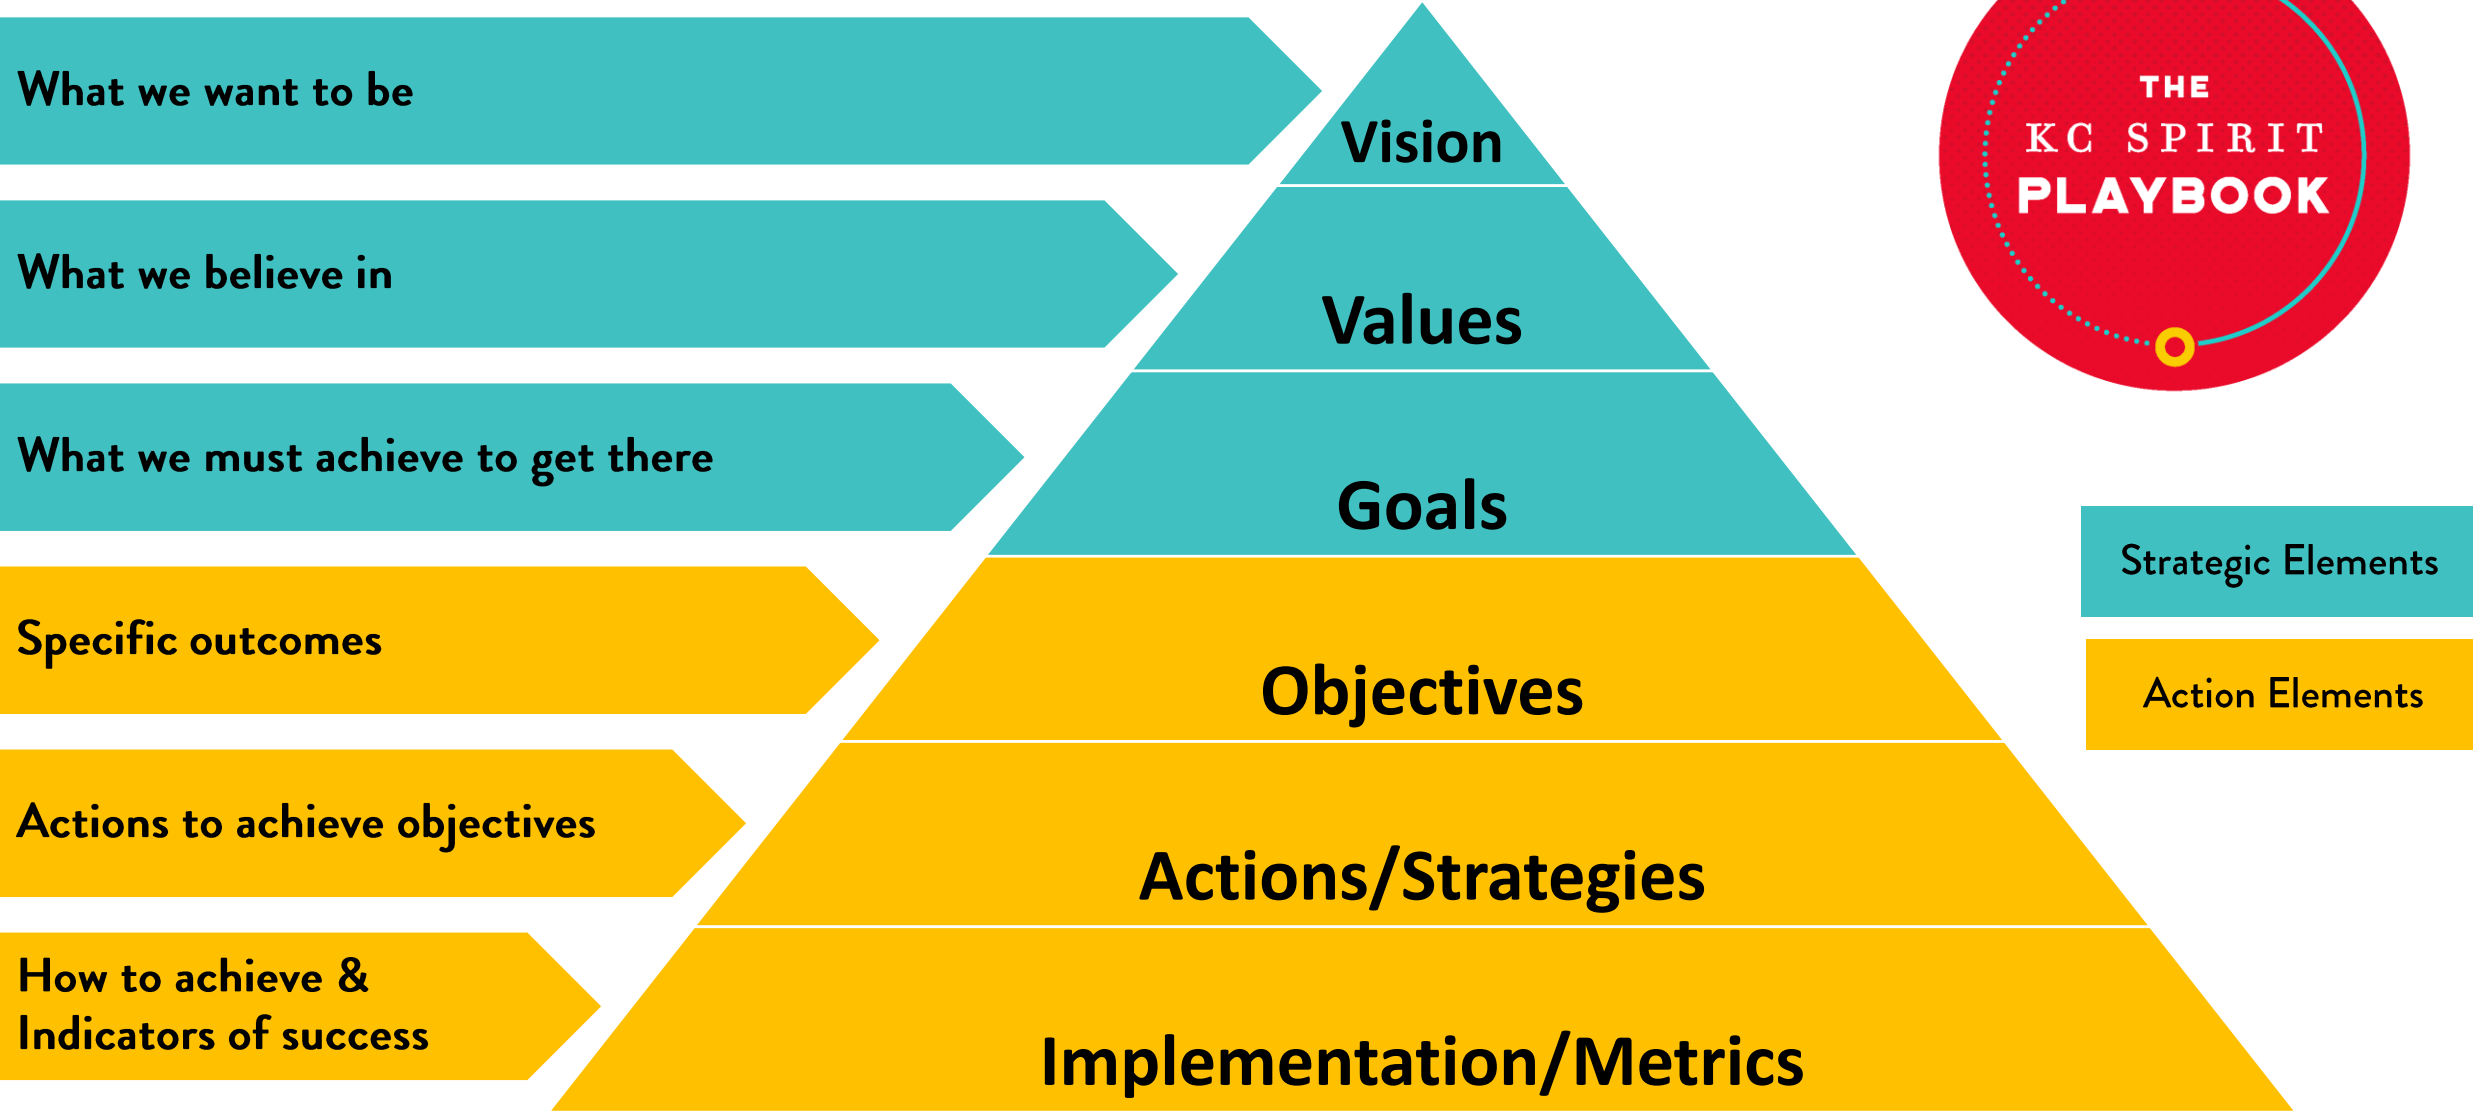 What we want to be
Vision
THE
KC SPIRIT
PLAYBOOK
What we believe in
Values
What we must achieve to get there
Goals
Strategic Elements
Specific outcomes
Objectives
Action Elements
Actions to achieve objectives
Actions/Strategies
How to achieve &
Indicators of success
Implementation/Metrics